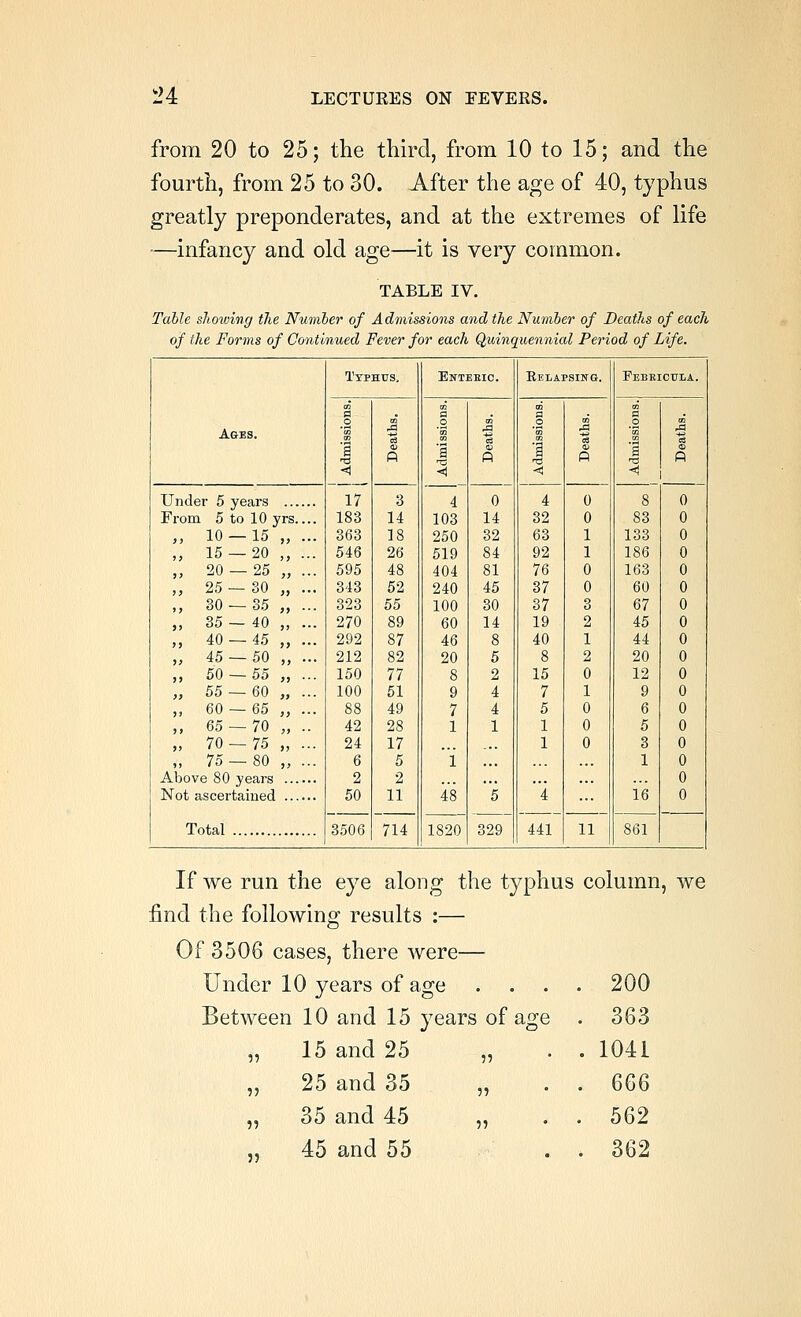 24 LECTURES ON FEVERS.
from 20 to 25; the third, from 10 to 15; and the
fourth, from 25 to 30. After the age of 40, typhus
greatly preponderates, and at the extremes of life
—infancy and old age—it is very common.
TABLE IV.
Table showing the Number of Admissions and the Number of Deaths of each
of the Forms of Continued Fever for each Quinquennial Period of Life.
Ages. Typhus. Enteric. Relapsing. Febricula.
Admissions. Deaths. Admissions. Deaths. Admissions. Deaths. Admissions. Deaths.
Under 5 years ...... 17 3 4 0 4 0 8 0
From 5 to 10 yrs.... 183 14 103 14 32 0 83 0
„ 10 — 15 „ ... 363 18 250 32 63 1 133 0
„ 15 — 20 „ ... 546 26 519 84 92 1 186 0
„ 20 — 25 „ ... 595 48 404 81 76 0 163 0
„ 25 — 30 „ ... 343 52 240 45 37 0 60 0
„ 30 — 35 „ ... 323 55 100 30 37 3 67 0
„ 35 — 40 „ ... 270 89 60 14 19 2 45 0
„ 40 — 45 „ ... 292 87 46 8 40 1 44 0
„ 45 — 50 „ ... 212 82 20 5 8 2 20 0
„ 50 — 55 „ ... 150 77 8 2 15 0 12 0
„ 55 — 60 „ ... 100 51 9 4 7 1 9 0
„ 60 — 65 „ ... 88 49 7 4 5 0 6 0
„ 65 — 70 „ .. 42 28 1 1 1 0 5 0
„ 70 — 75 „ ... 24 17 ... ... 1 0 3 0
„ 75 — 80 „ ... 6 5 1 ... ... ... 1 0
Above 80 years ...... 2 2 ... ... ... ... ... 0
Not ascertained ...... 50 11 48 5 4 ... 16 0
Total ............... 3506 714 1820 329 441 11 861
If we run the eye along the typhus column, we
find the following results :—
Of 3506 cases, there were—
Under 10 years of age . . . . 200
Between 10 and 15 years of age . 363
„ 15 and 25 „ . . 1041
„ 25 and 35 „ . . 666
„ 35 and 45 „ . . 562
„ 45 and 55 . . 362